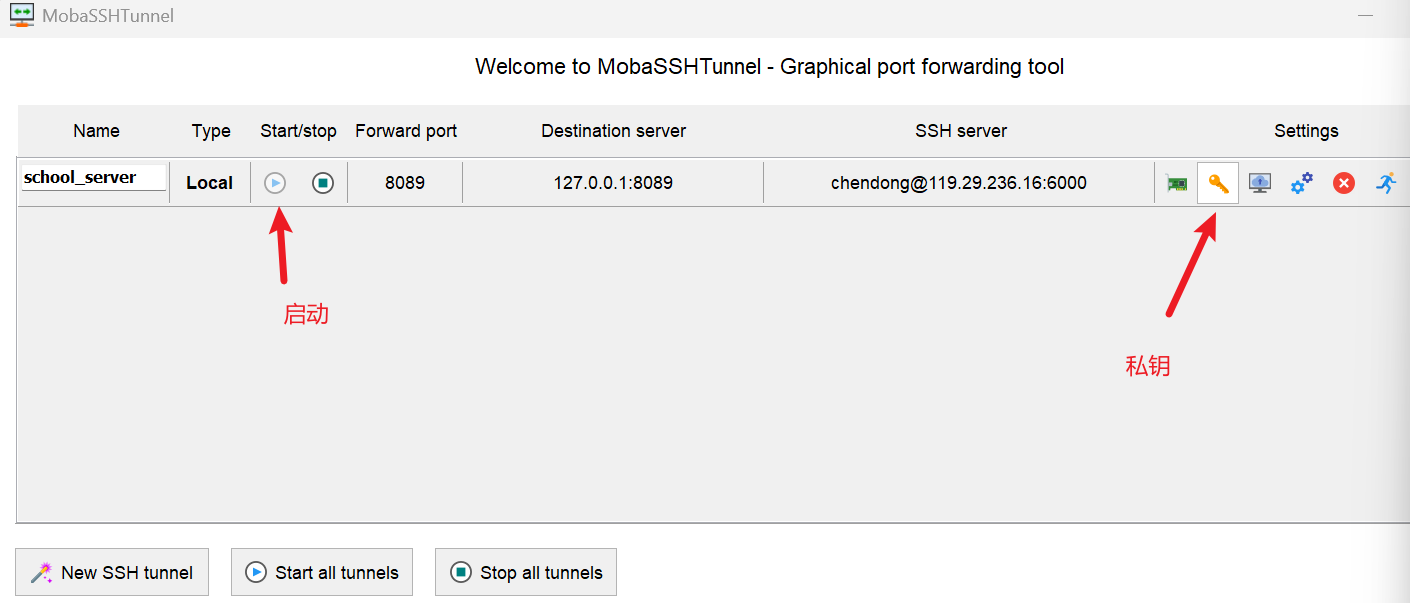 MobaSSHTunnel
Welcome to MobaSSHTunnel - Graphical port forwarding tool
Name Type Start/stop Forward port Destination server SSH server Settings
school_server Local 8089 127.0.0.1:8089 chendong@119.29.236.16:6000
启动
私钥
New SSH tunnel Start all tunnels Stop all tunnels